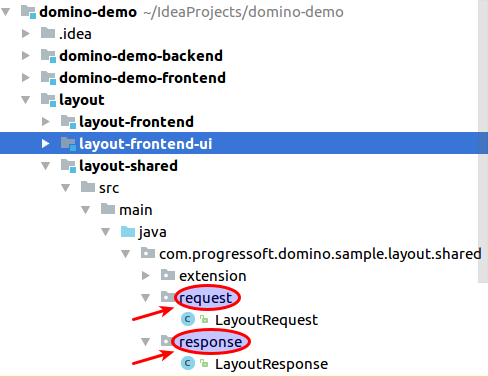 domino-demo ~/IdeaProjects/domino-demo
.idea
domino-demo-backend
domino-demo-frontend
layout
layout-frontend
layout-frontend-ui
layout-shared
src
main
java
com.progressoft.domino.sample.layout.shared
extension
request
C LayoutRequest
response
C LayoutResponse